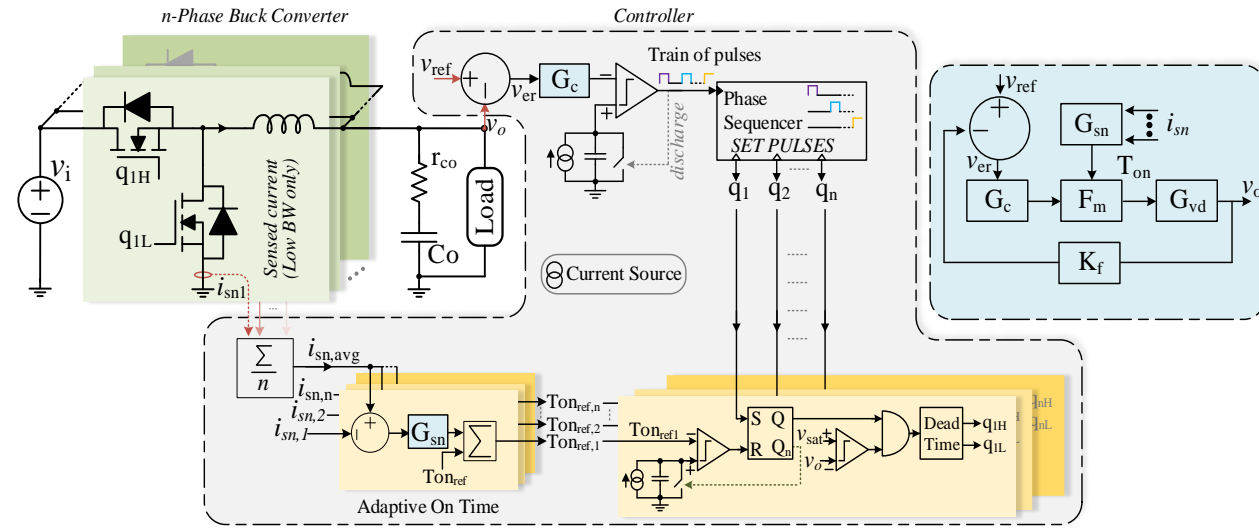 n-Phase Buck Converter
Controller
v_i
q_1H
q_1L
Sensed current
(Low BW only)
i_sn1
r_co
Co
Load
v_o
v_ref
v_er
G_c
Train of pulses
discharge
Phase
Sequencer
SET PULSES
q_1 q_2 q_n
Current Source
v_ref
v_er
G_sn
i_sn
T_on
G_c
F_m
G_vd
v_o
K_f
Σ
n
i_sn,avg
i_sn,n
i_sn,2
i_sn,1
G_sn
Σ
Ton_ref
Adaptive On Time
Ton_ref,n
Ton_ref,2
Ton_ref,1
Ton_ref1
S Q
R Q_n
v_sat
v_o
Dead
Time
q_1H
q_1L
q_nH
q_nL